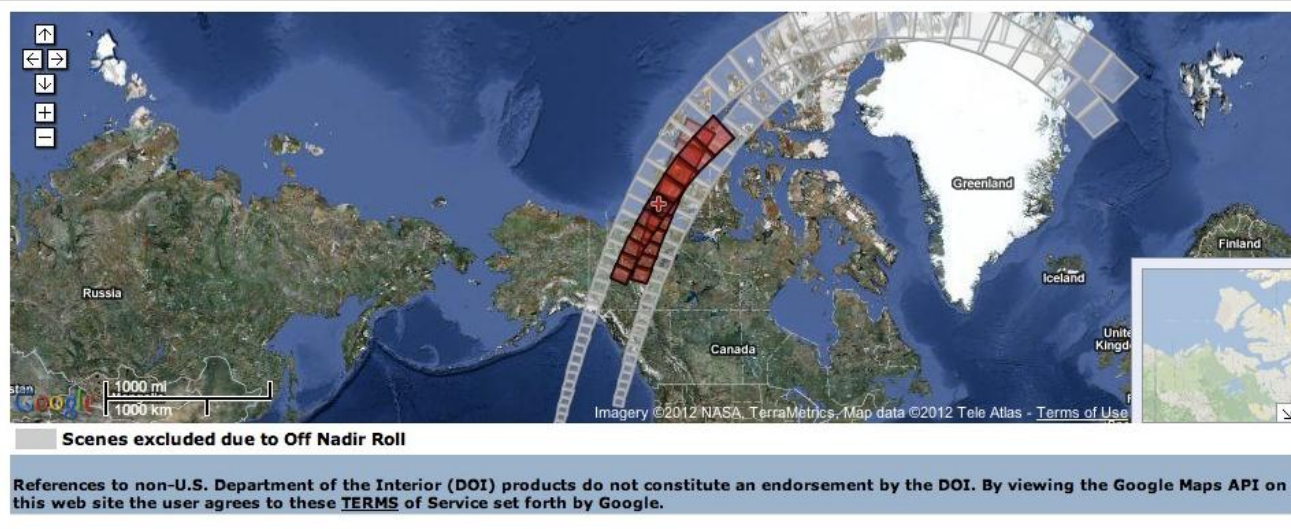 Greenland
Finland
Iceland
Russia
Unite
Kingd
Canada
stan
1000 mi
Google
1000 km
Imagery ©2012 NASA, TerraMetrics, Map data ©2012 Tele Atlas - Terms of Use
Scenes excluded due to Off Nadir Roll
References to non-U.S. Department of the Interior (DOI) products do not constitute an endorsement by the DOI. By viewing the Google Maps API on
this web site the user agrees to these TERMS of Service set forth by Google.